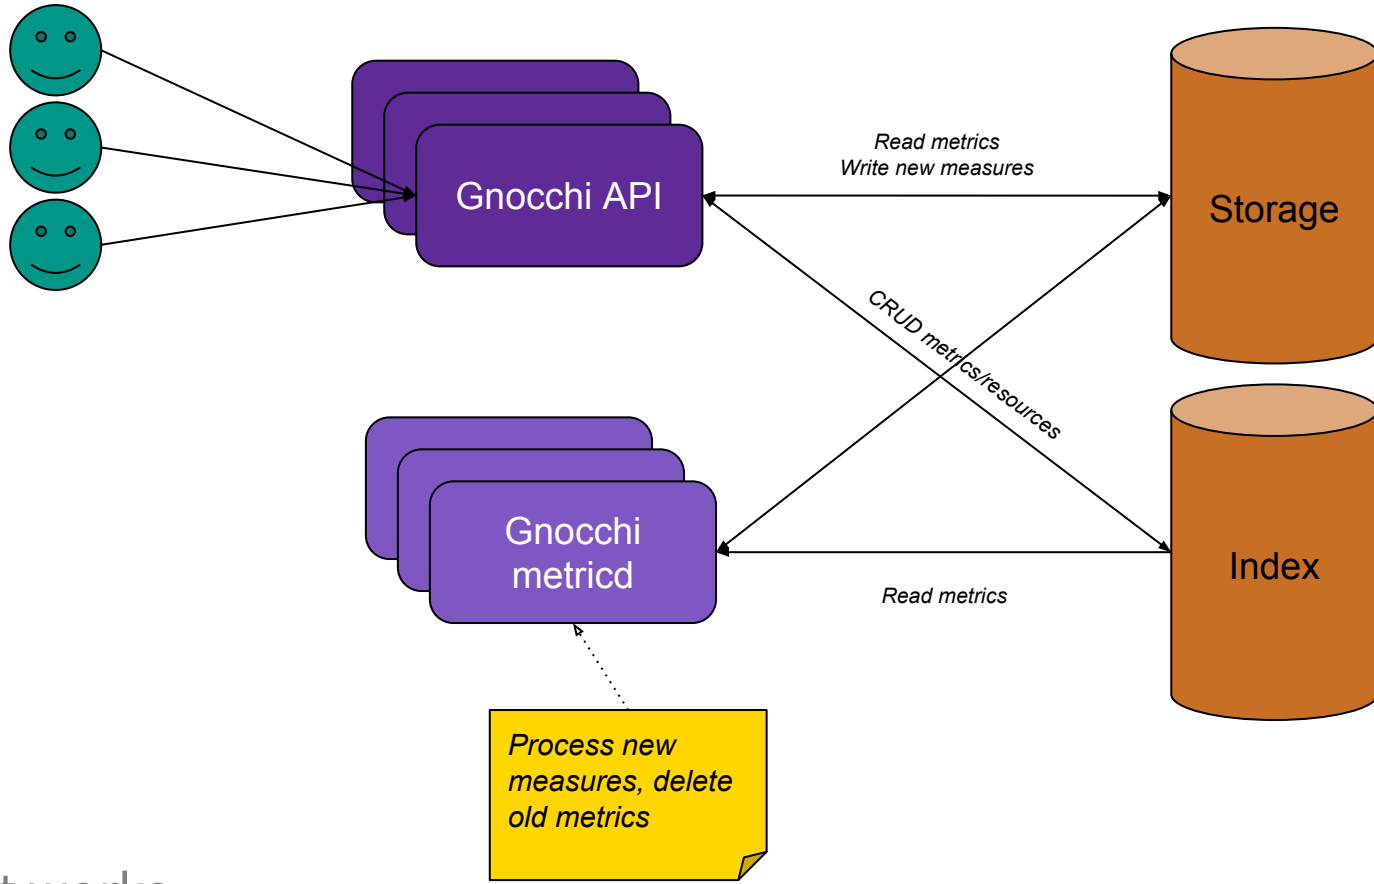 Gnocchi API
Read metrics
Write new measures
Storage
CRUD metrics/resources
Gnocchi
metricd
Read metrics
Index
Process new
measures, delete
old metrics
works